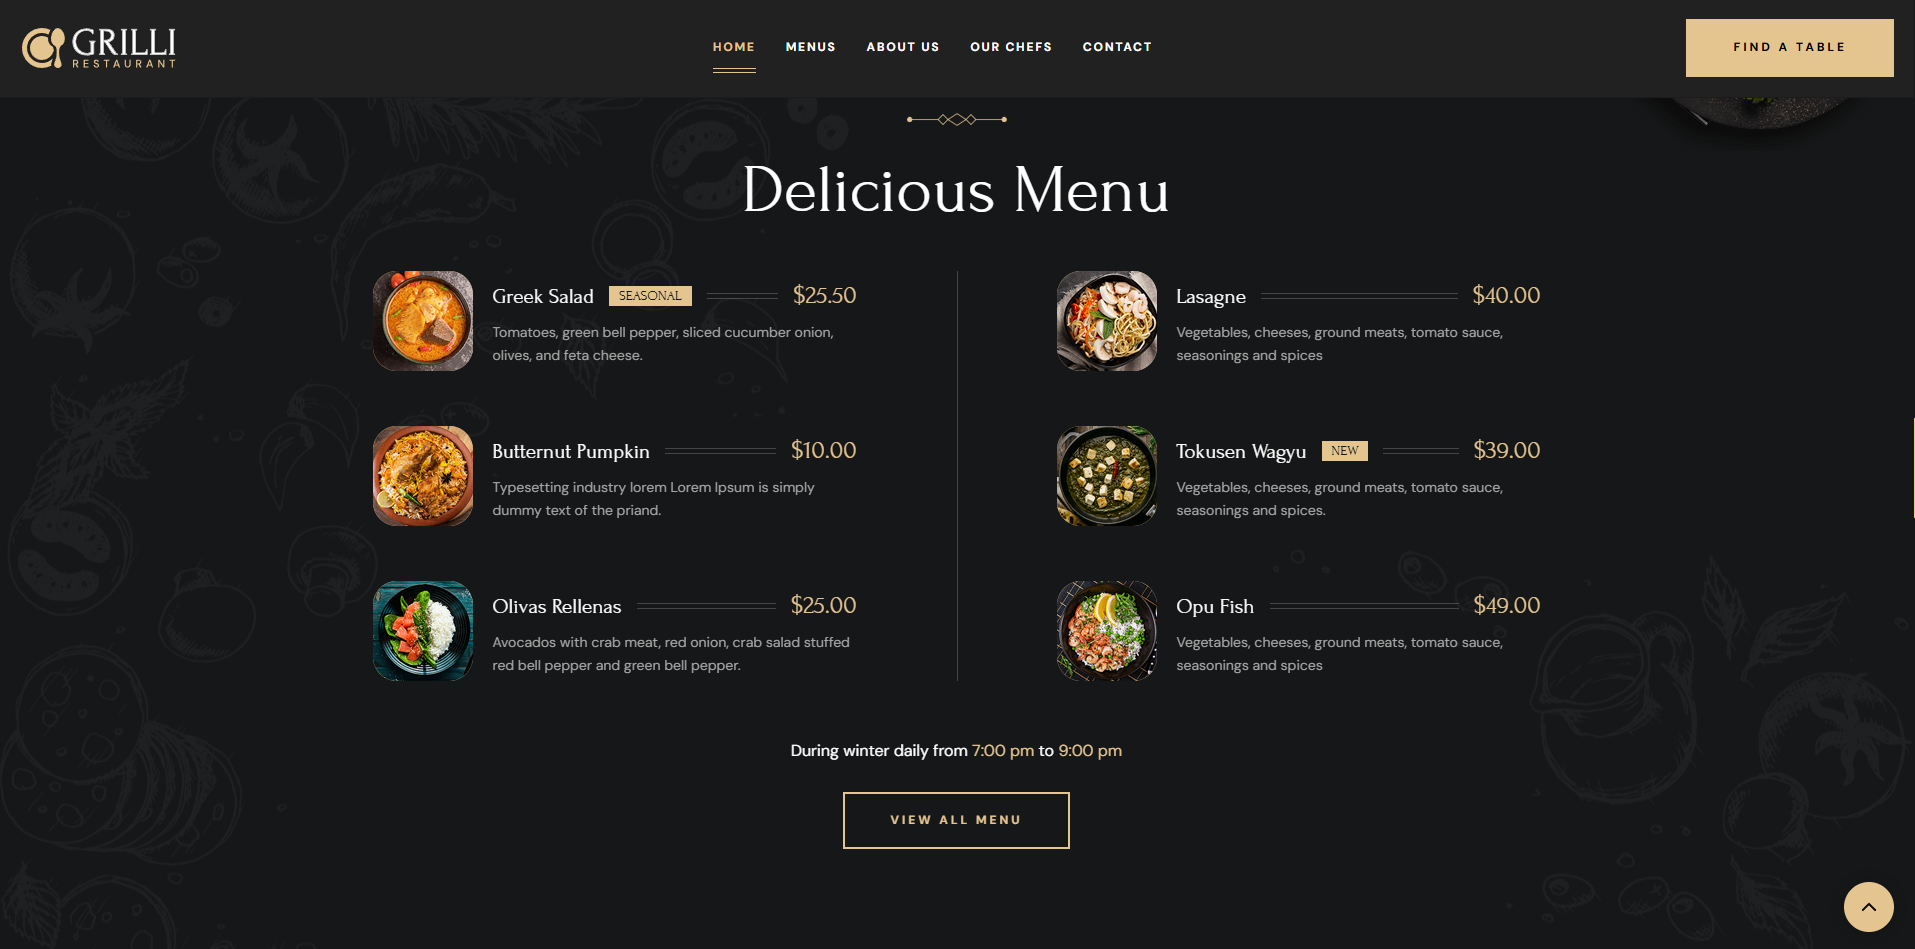 GRILLI
RESTAURANT
HOME
MENUS
ABOUT US
OUR CHEFS
CONTACT
FIND A TABLE
Delicious Menu
Greek Salad
SEASONAL
$25.50
Tomatoes, green bell pepper, sliced cucumber onion,
olives, and feta cheese.
Butternut Pumpkin
$10.00
Typesetting industry lorem Lorem Ipsum is simply
dummy text of the priand.
Olivas Rellenas
$25.00
Avocados with crab meat, red onion, crab salad stuffed
red bell pepper and green bell pepper.
Lasagne
$40.00
Vegetables, cheeses, ground meats, tomato sauce,
seasonings and spices
Tokusen Wagyu
NEW
$39.00
Vegetables, cheeses, ground meats, tomato sauce,
seasonings and spices.
Opu Fish
$49.00
Vegetables, cheeses, ground meats, tomato sauce,
seasonings and spices
During winter daily from 7:00 pm to 9:00 pm
VIEW ALL MENU